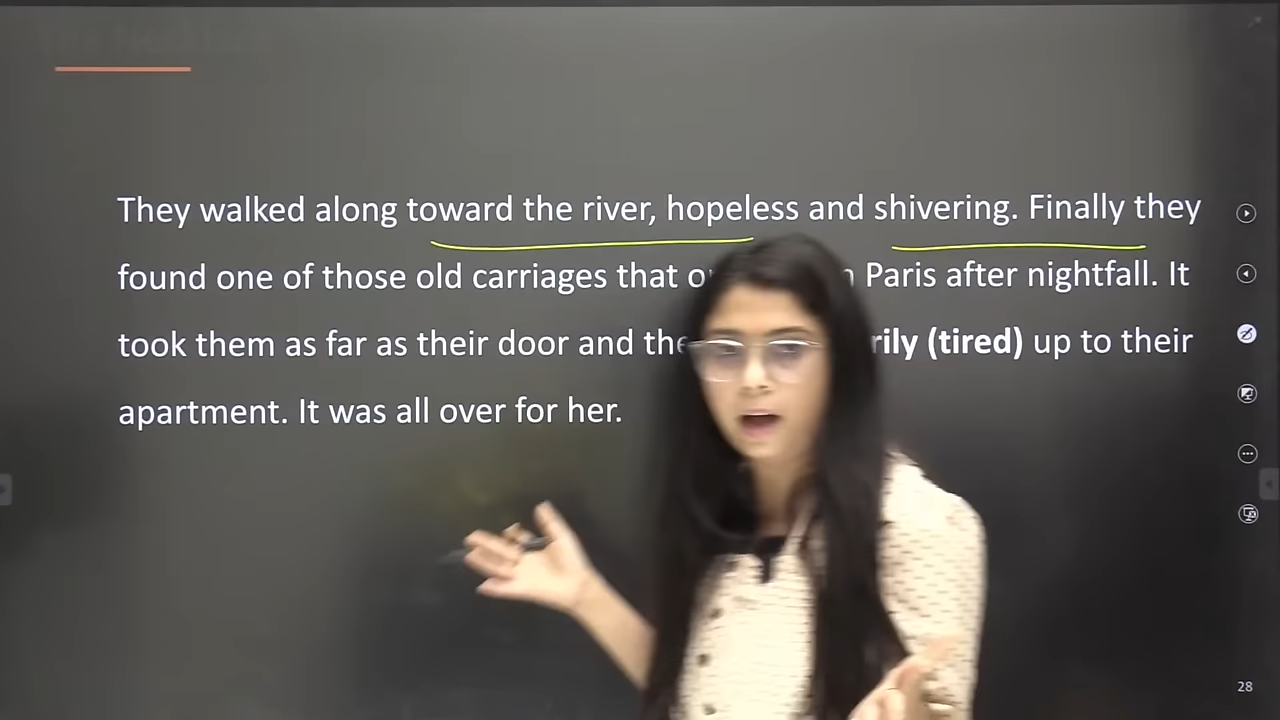 They walked along toward the river, hopeless and shivering. Finally they
found one of those old carriages that Paris after nightfall. It
took them as far as their door and (tired) up to their
apartment. It was all over for her.
28